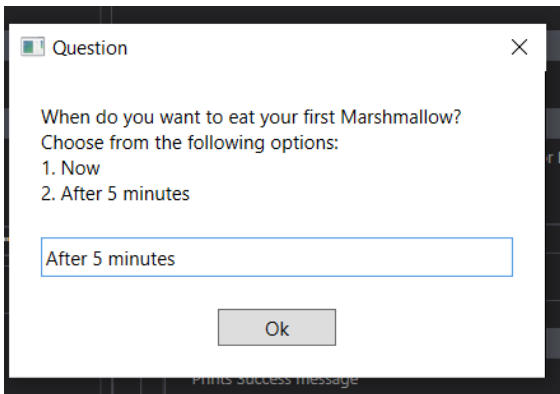 Question
When do you want to eat your first Marshmallow?
Choose from the following options:
1. Now
2. After 5 minutes
After 5 minutes
Ok
Prints Success message